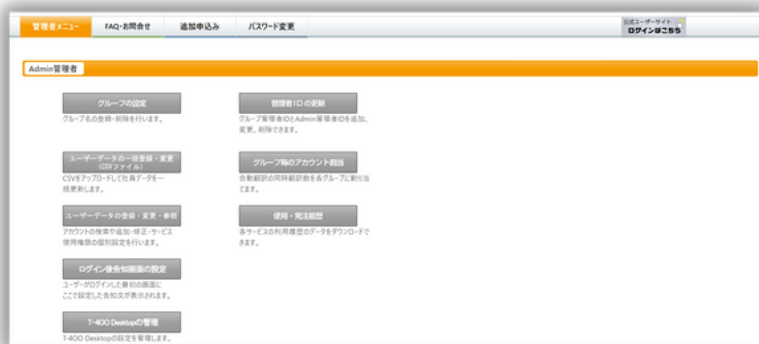 管理者メニュー
FAQ・お問合せ
追加申込み
パスワード変更
公式ユーザーサイト
ログインはこちら
Admin管理者
グループの設定
グループ名の登録・削除を行います。
管理者IDの更新
グループ管理者IDとAdmin管理者IDを追加、
変更、削除できます。
ユーザーデータの一括登録・変更
(CSVファイル)
CSVをアップロードして社員データを一
括更新します。
グループ毎のアカウント割当
自動翻訳の同時翻訳数を各グループに割り当
てます。
ユーザーデータの登録・変更・参照
アカウントの検索や追加・修正・サービス
使用権限の個別設定を行います。
使用・発注履歴
各サービスの利用履歴のデータをダウンロードで
きます。
ログイン後告知画面の設定
ユーザーがログインした最初の画面に
ここで設定した告知文が表示されます。
T-4OO Desktopの管理
T-4OO Desktopの設定を管理します。